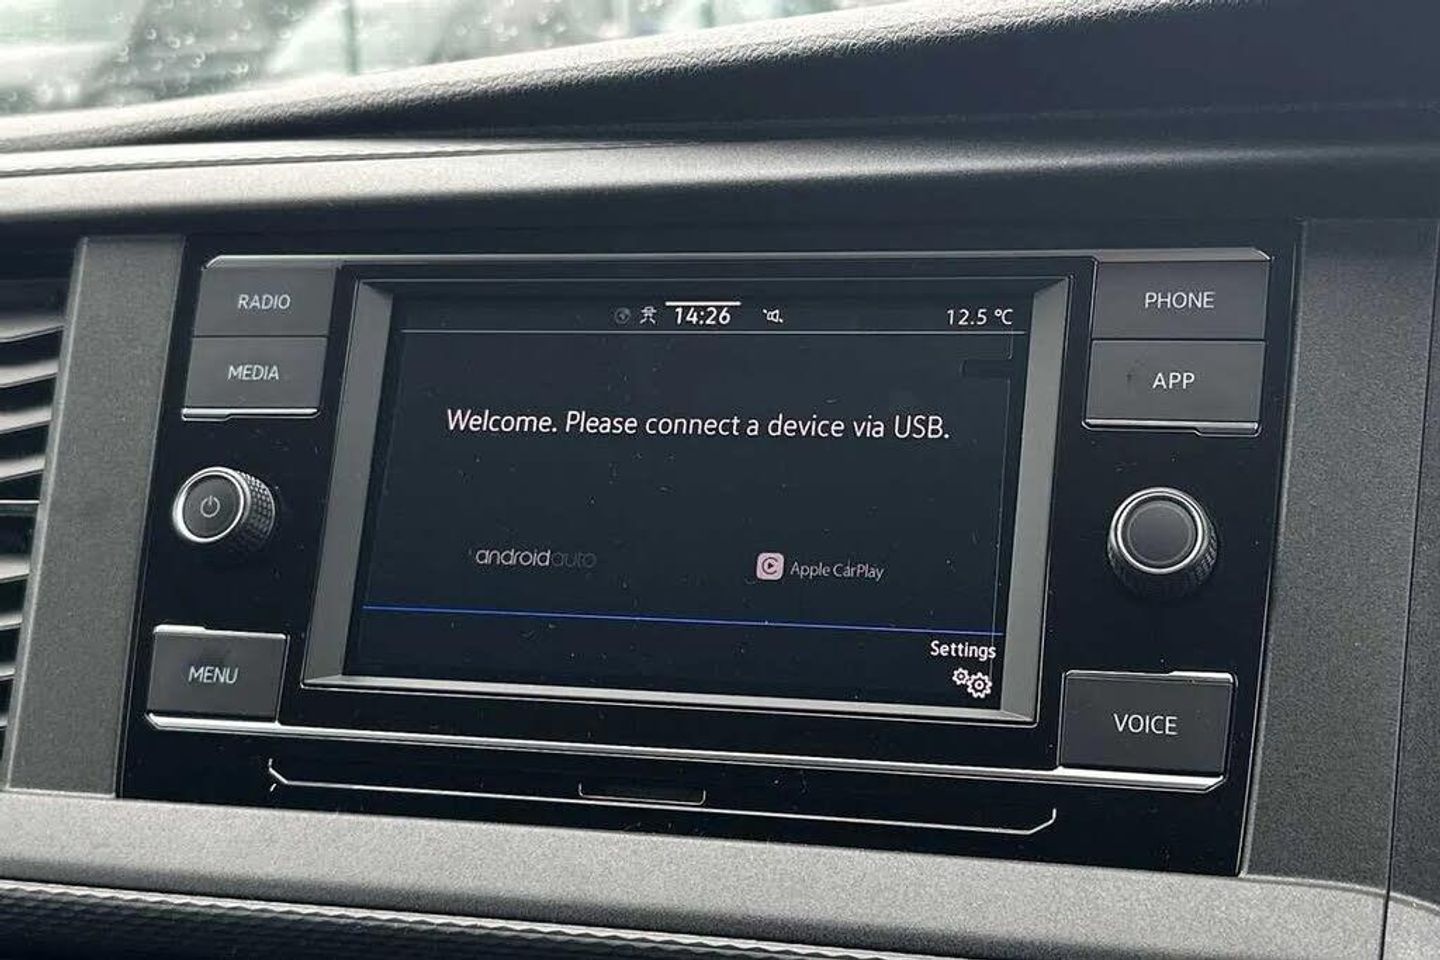 RADIO
MEDIA
MENU
14:26
12.5 °C
Welcome. Please connect a device via USB.
androidauto
Apple CarPlay
Settings
PHONE
APP
VOICE